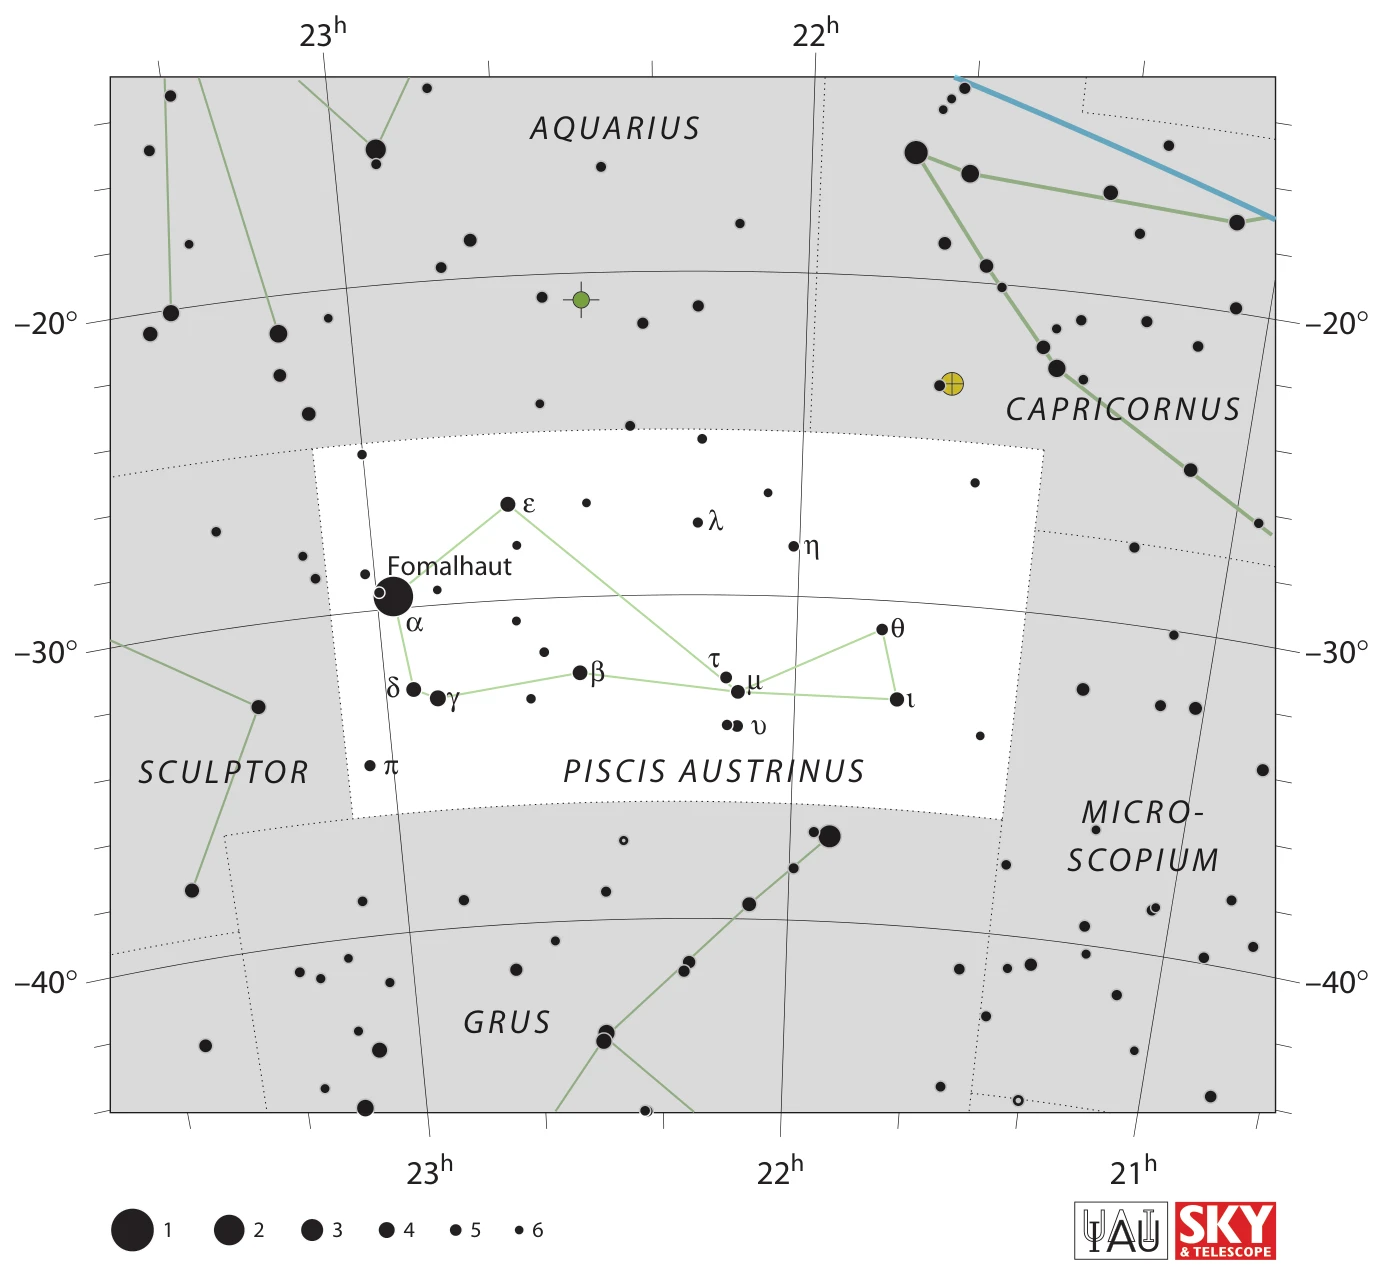 23h 22h
AQUARIUS
−20° −20°
CAPRICORNUS
ε
λ
η
Fomalhaut
α
θ
−30° −30°
τ
β
μ
δ γ ι
υ
π
SCULPTOR PISCIS AUSTRINUS
MICRO-
SCOPIUM
−40° −40°
GRUS
23h 22h 21h
1 2 3 4 5 6
IAU
SKY
& TELESCOPE